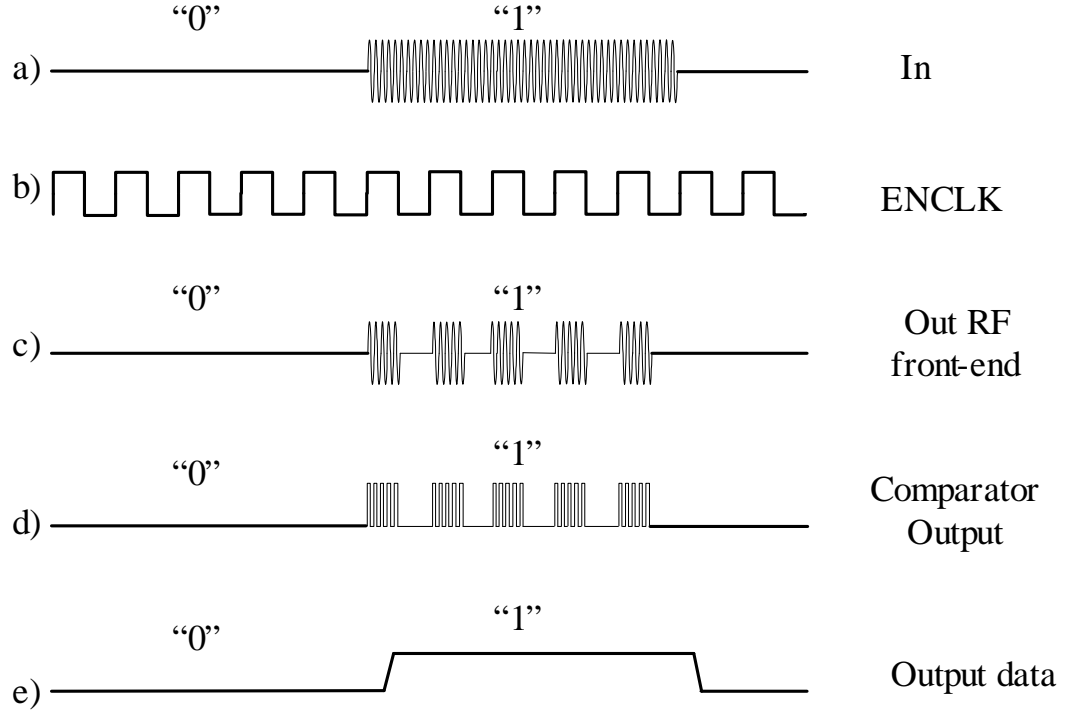 “0” “1”
a) In
b) ENCLK
“0” “1”
c) Out RF
front-end
“0” “1”
d) Comparator
Output
“0” “1”
e) Output data